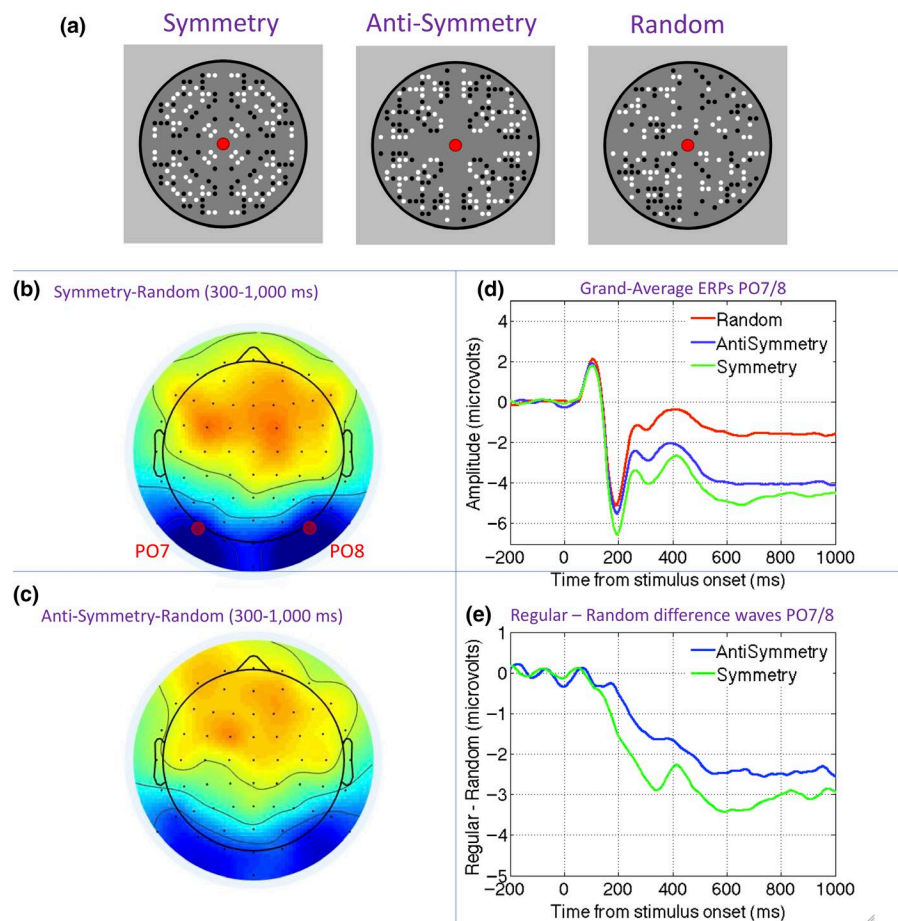 (a)
Symmetry
Anti-Symmetry
Random
(b)
Symmetry-Random (300-1,000 ms)
PO7
PO8
(c)
Anti-Symmetry-Random (300-1,000 ms)
(d)
Grand-Average ERPs PO7/8
Amplitude (microvolts)
4
2
0
−2
−4
−6
Random
AntiSymmetry
Symmetry
−200
0
200
400
600
800
1000
Time from stimulus onset (ms)
(e)
Regular – Random difference waves PO7/8
Regular - Random (microvolts)
1
0
−1
−2
−3
−4
−5
AntiSymmetry
Symmetry
−200
0
200
400
600
800
1000
Time from stimulus onset (ms)